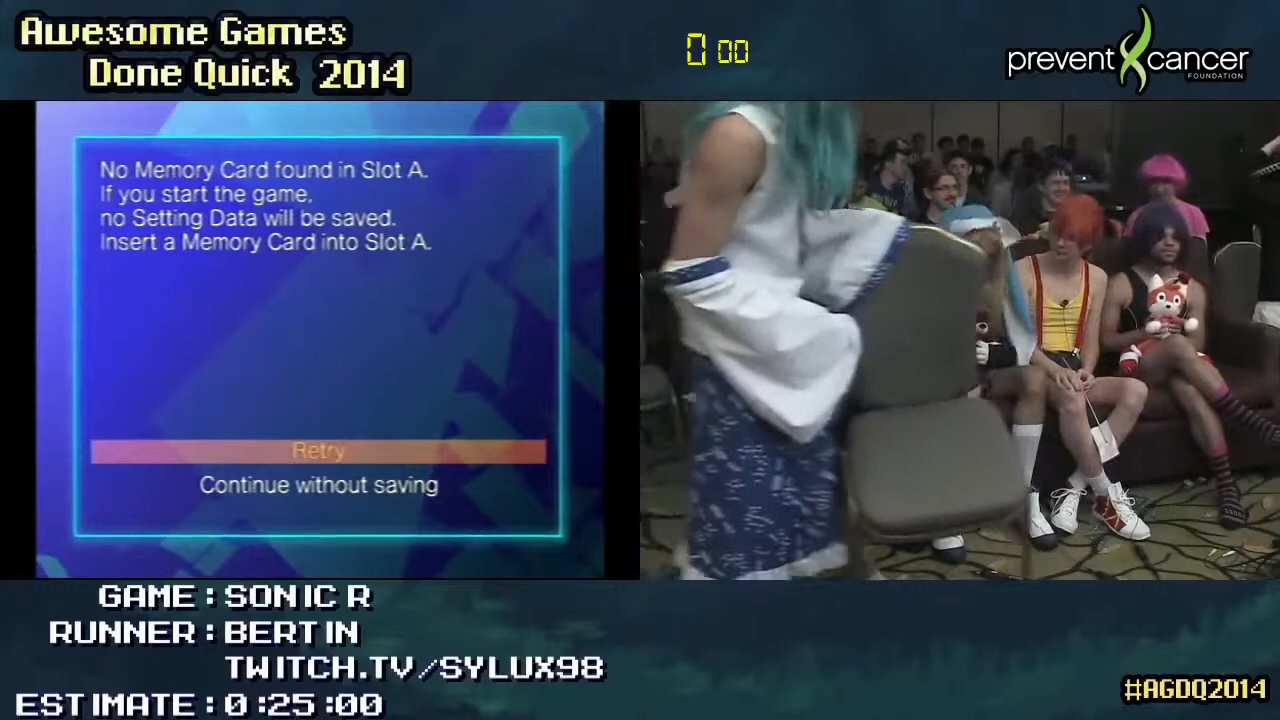 Awesome Games
Done Quick 2014
0 00
prevent cancer
FOUNDATION
No Memory Card found in Slot A.
If you start the game,
no Setting Data will be saved.
Insert a Memory Card into Slot A.
Retry
Continue without saving
GAME : SONIC R
RUNNER : BERTIN
TWITCH.TV/SYLUX98
ESTIMATE : 0:25:00
#AGDQ2014